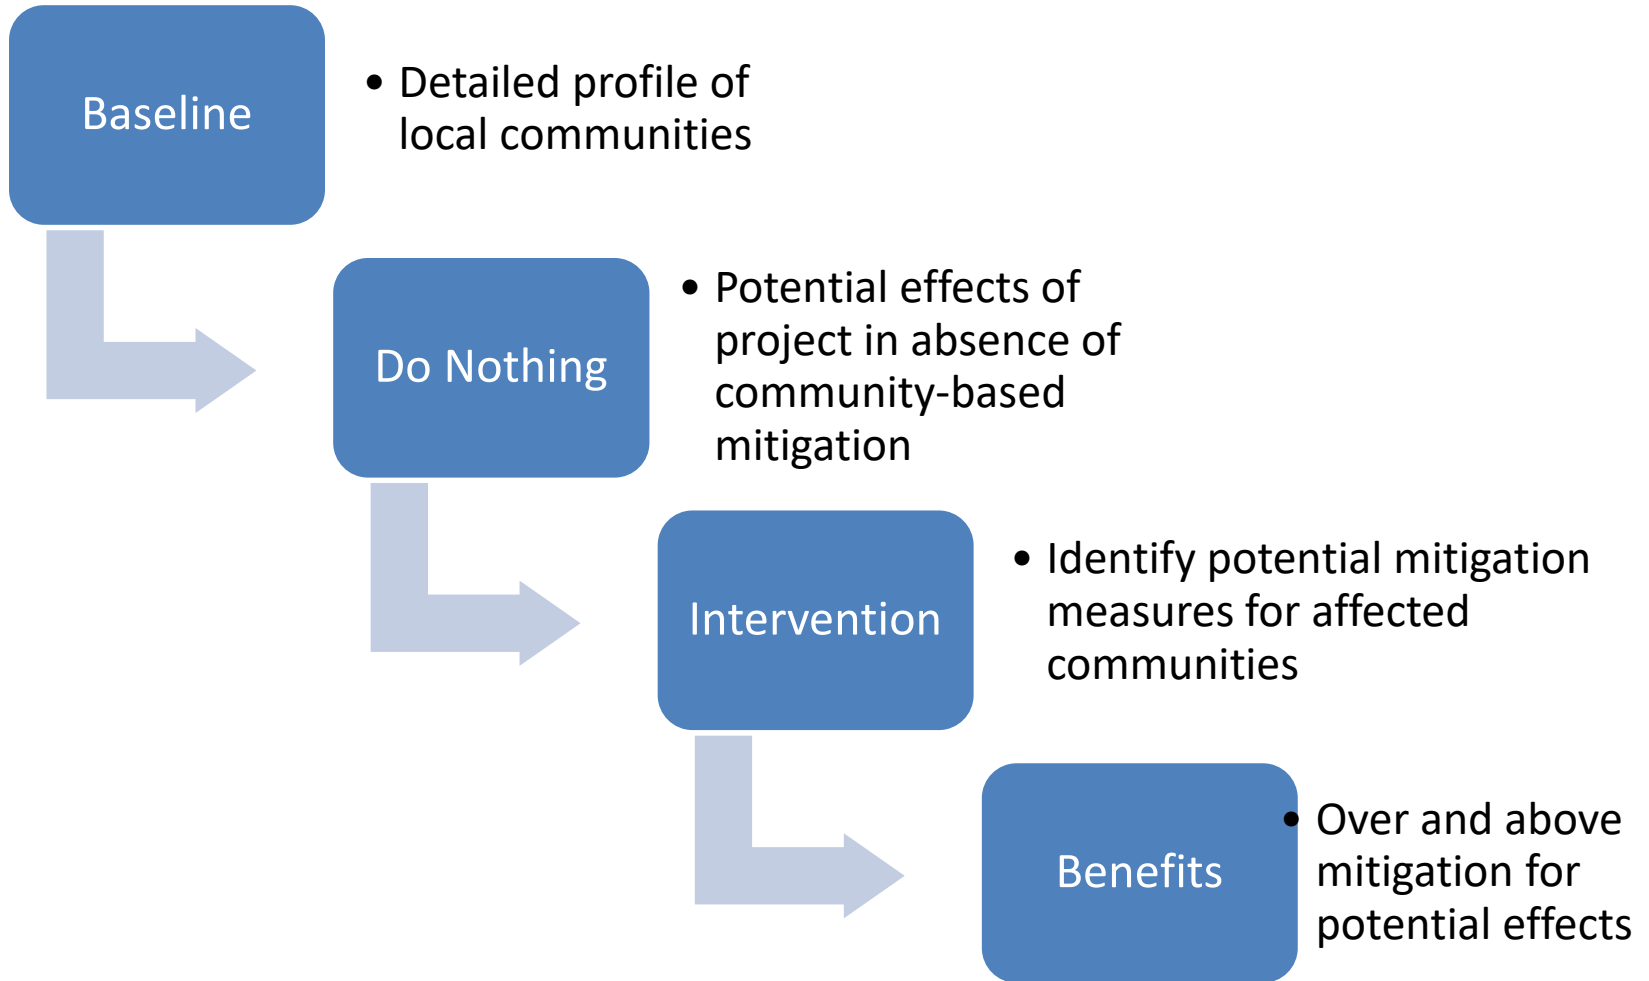 Baseline
• Detailed profile of
local communities
Do Nothing
• Potential effects of
project in absence of
community-based
mitigation
Intervention
• Identify potential mitigation
measures for affected
communities
Benefits
• Over and above
mitigation for
potential effects